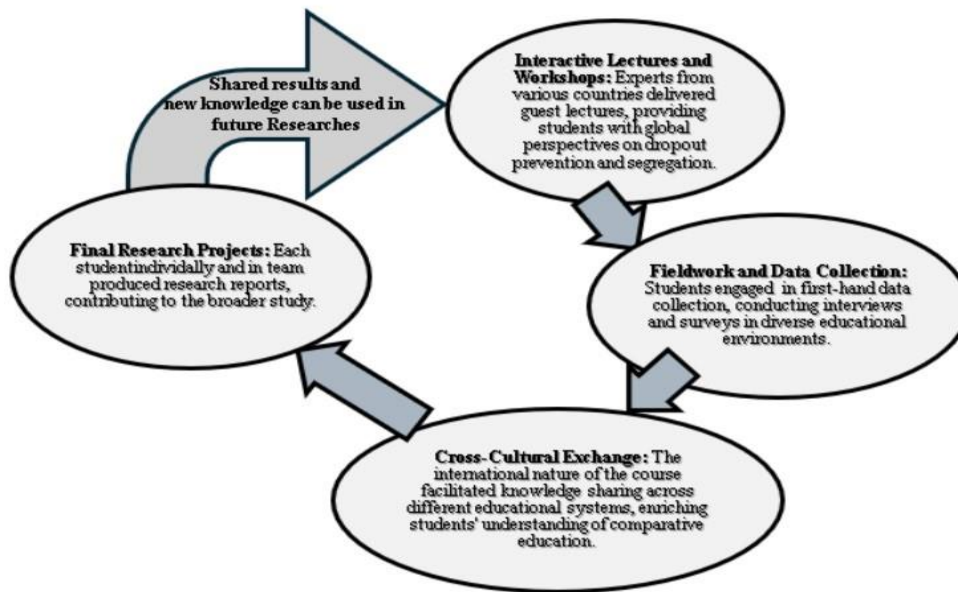 Shared results and
new knowledge can be used in
future Researches
Interactive Lectures and
Workshops: Experts from
various countries delivered
guest lectures, providing
students with global
perspectives on dropout
prevention and segregation.
Fieldwork and Data Collection:
Students engaged in first-hand data
collection, conducting interviews
and surveys in diverse educational
environments.
Cross-Cultural Exchange: The
international nature of the course
facilitated knowledge sharing across
different educational systems, enriching
students' understanding of comparative
education.
Final Research Projects: Each
studentindividally and in team
produced research reports,
contributing to the broader study.